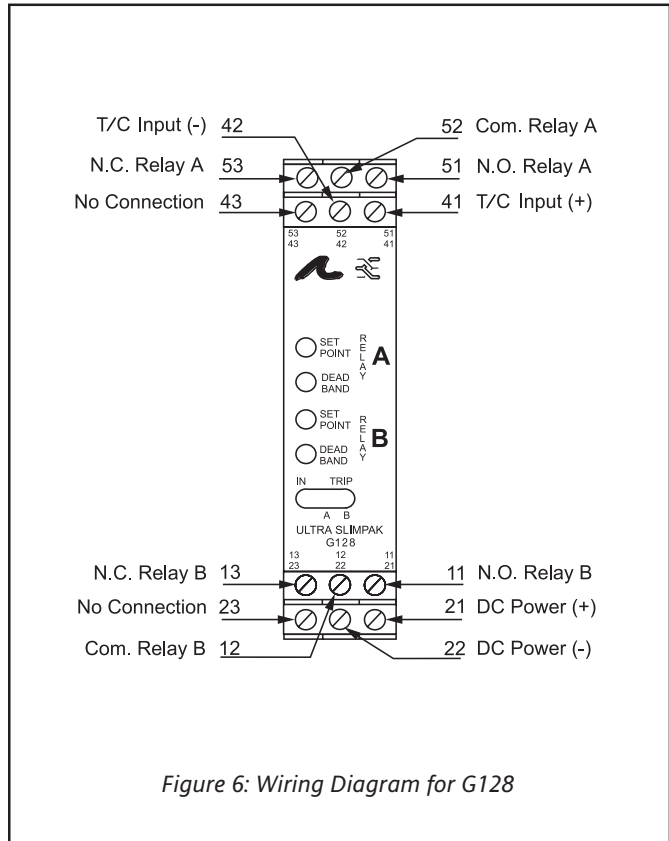 T/C Input (-) 42
52 Com. Relay A
N.C. Relay A 53
51 N.O. Relay A
No Connection 43
41 T/C Input (+)
53 52 51
43 42 41
SET POINT
DEAD BAND
RELAY A
SET POINT
DEAD BAND
RELAY B
IN TRIP
A B
ULTRA SLIMPAK
G128
13 12 11
23 22 21
N.C. Relay B 13
11 N.O. Relay B
No Connection 23
21 DC Power (+)
Com. Relay B 12
22 DC Power (-)
Figure 6: Wiring Diagram for G128